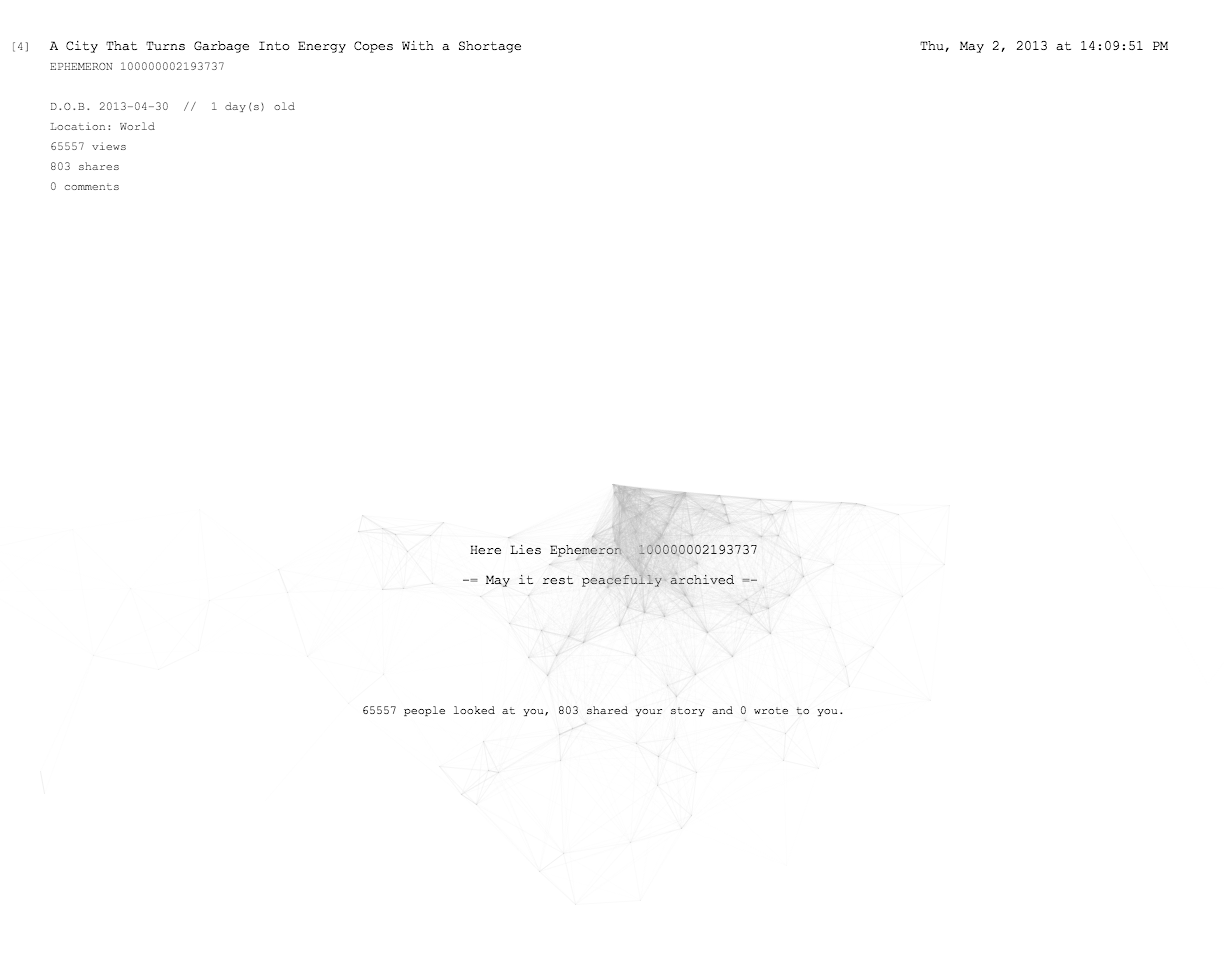 [4] A City That Turns Garbage Into Energy Copes With a Shortage Thu, May 2, 2013 at 14:09:51 PM
EPHEMERON 100000002193737
D.O.B. 2013-04-30 // 1 day(s) old
Location: World
65557 views
803 shares
0 comments
Here Lies Ephemeron 100000002193737
-= May it rest peacefully archived =-
65557 people looked at you, 803 shared your story and 0 wrote to you.